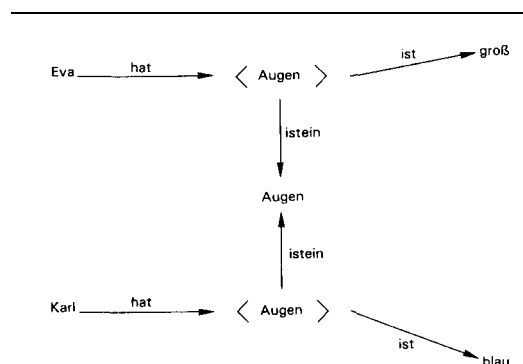 ist
groß
Eva hat < Augen >
istein
Augen
istein
Karl hat < Augen >
ist
blau